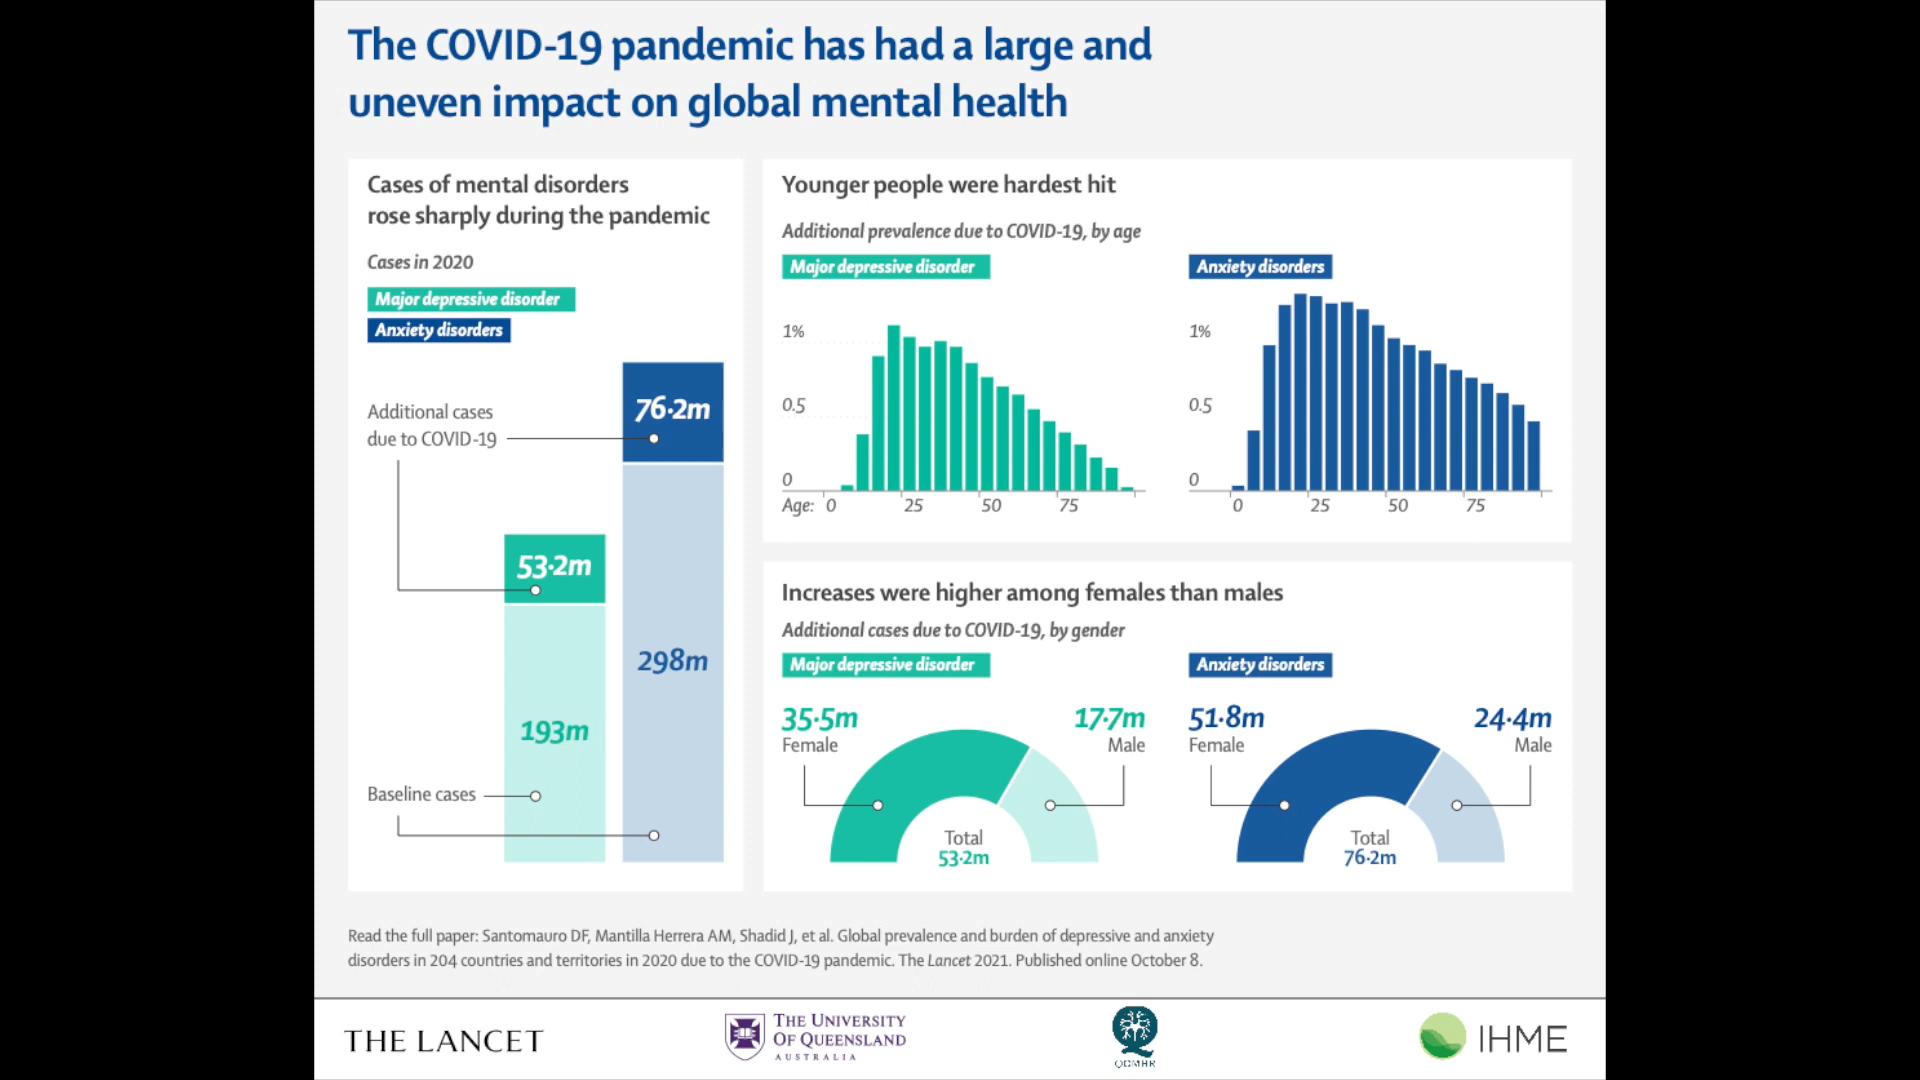 The COVID-19 pandemic has had a large and
uneven impact on global mental health
Cases of mental disorders
rose sharply during the pandemic
Cases in 2020
Major depressive disorder
Anxiety disorders
Additional cases
due to COVID-19
76·2m
53·2m
298m
193m
Baseline cases
Younger people were hardest hit
Additional prevalence due to COVID-19, by age
Major depressive disorder
1%
0.5
0
Age: 0 25 50 75
Anxiety disorders
1%
0.5
0
0 25 50 75
Increases were higher among females than males
Additional cases due to COVID-19, by gender
Major depressive disorder
35·5m
Female
17·7m
Male
Total
53·2m
Anxiety disorders
51·8m
Female
24·4m
Male
Total
76·2m
Read the full paper: Santomauro DF, Mantilla Herrera AM, Shadid J, et al. Global prevalence and burden of depressive and anxiety
disorders in 204 countries and territories in 2020 due to the COVID-19 pandemic. The Lancet 2021. Published online October 8.
THE LANCET
THE UNIVERSITY
OF QUEENSLAND
AUSTRALIA
QCMHR
IHME